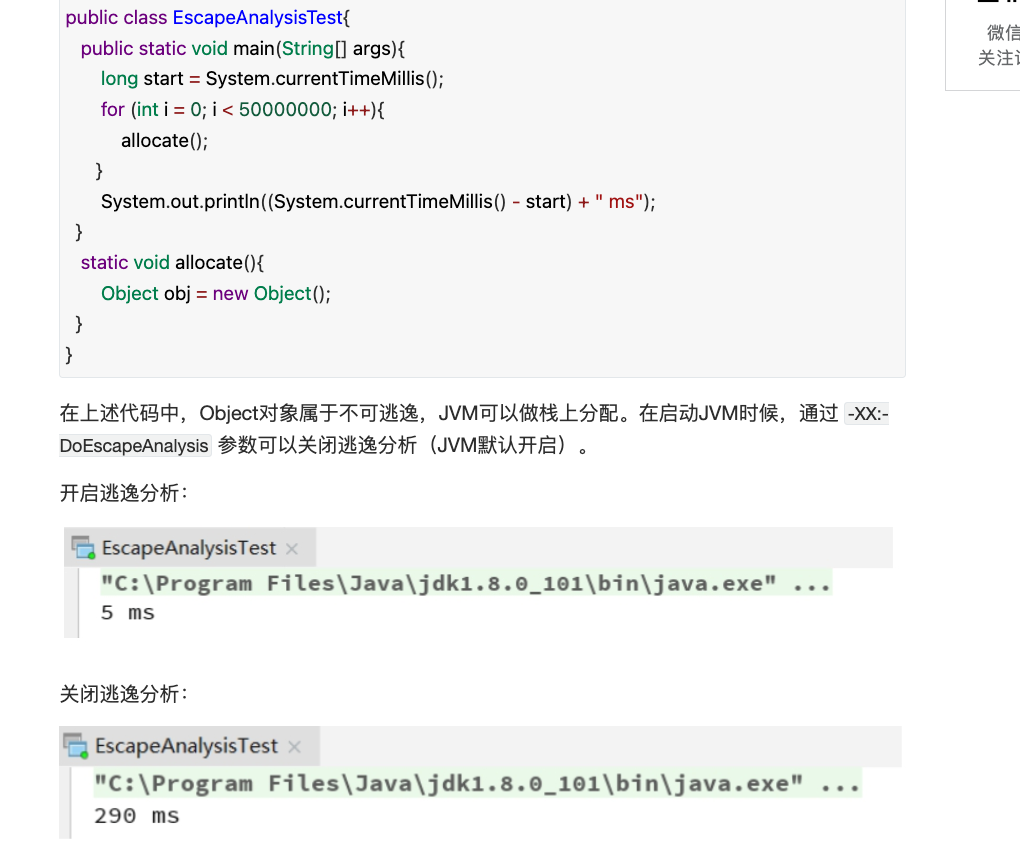 public class EscapeAnalysisTest{
public static void main(String[] args){
long start = System.currentTimeMillis();
for (int i = 0; i < 50000000; i++){
allocate();
}
System.out.println((System.currentTimeMillis() - start) + " ms");
}
static void allocate(){
Object obj = new Object();
}
}
在上述代码中，Object对象属于不可逃逸，JVM可以做栈上分配。在启动JVM时候，通过 -XX:-
DoEscapeAnalysis 参数可以关闭逃逸分析（JVM默认开启）。
开启逃逸分析：
EscapeAnalysisTest ×
"C:\Program Files\Java\jdk1.8.0_101\bin\java.exe" ...
5 ms
关闭逃逸分析：
EscapeAnalysisTest ×
"C:\Program Files\Java\jdk1.8.0_101\bin\java.exe" ...
290 ms
微信
关注